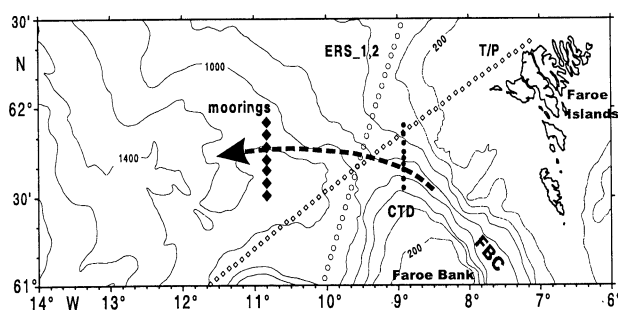 30'
ERS_1,2
200
T/P
N
1000
moorings
Faroe
Islands
62°
1400
30'
CTD
FBC
200
Faroe Bank
61°
14° W 13° 12° 11° 10° 9° 8° 7° 6°